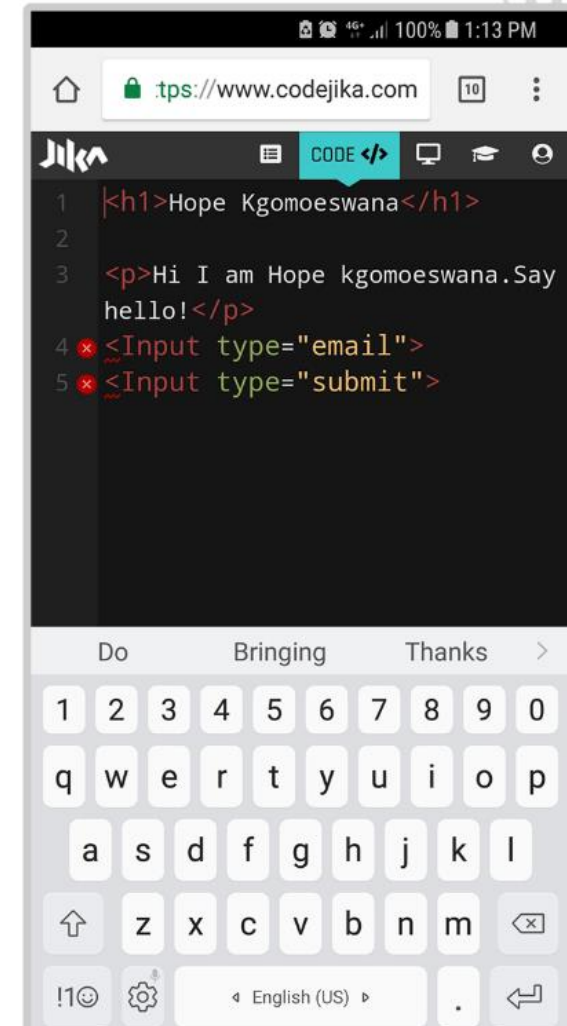 46+ 100% 1:13 PM
:tps://www.codejika.com 10
JIKA CODE </>
1 <h1>Hope Kgomoeswana</h1>
2
3 <p>Hi I am Hope kgomoeswana.Say
hello!</p>
4 <Input type="email">
5 <Input type="submit">
Do Bringing Thanks >
1 2 3 4 5 6 7 8 9 0
q w e r t y u i o p
a s d f g h j k l
z x c v b n m
!1☺ English (US) .